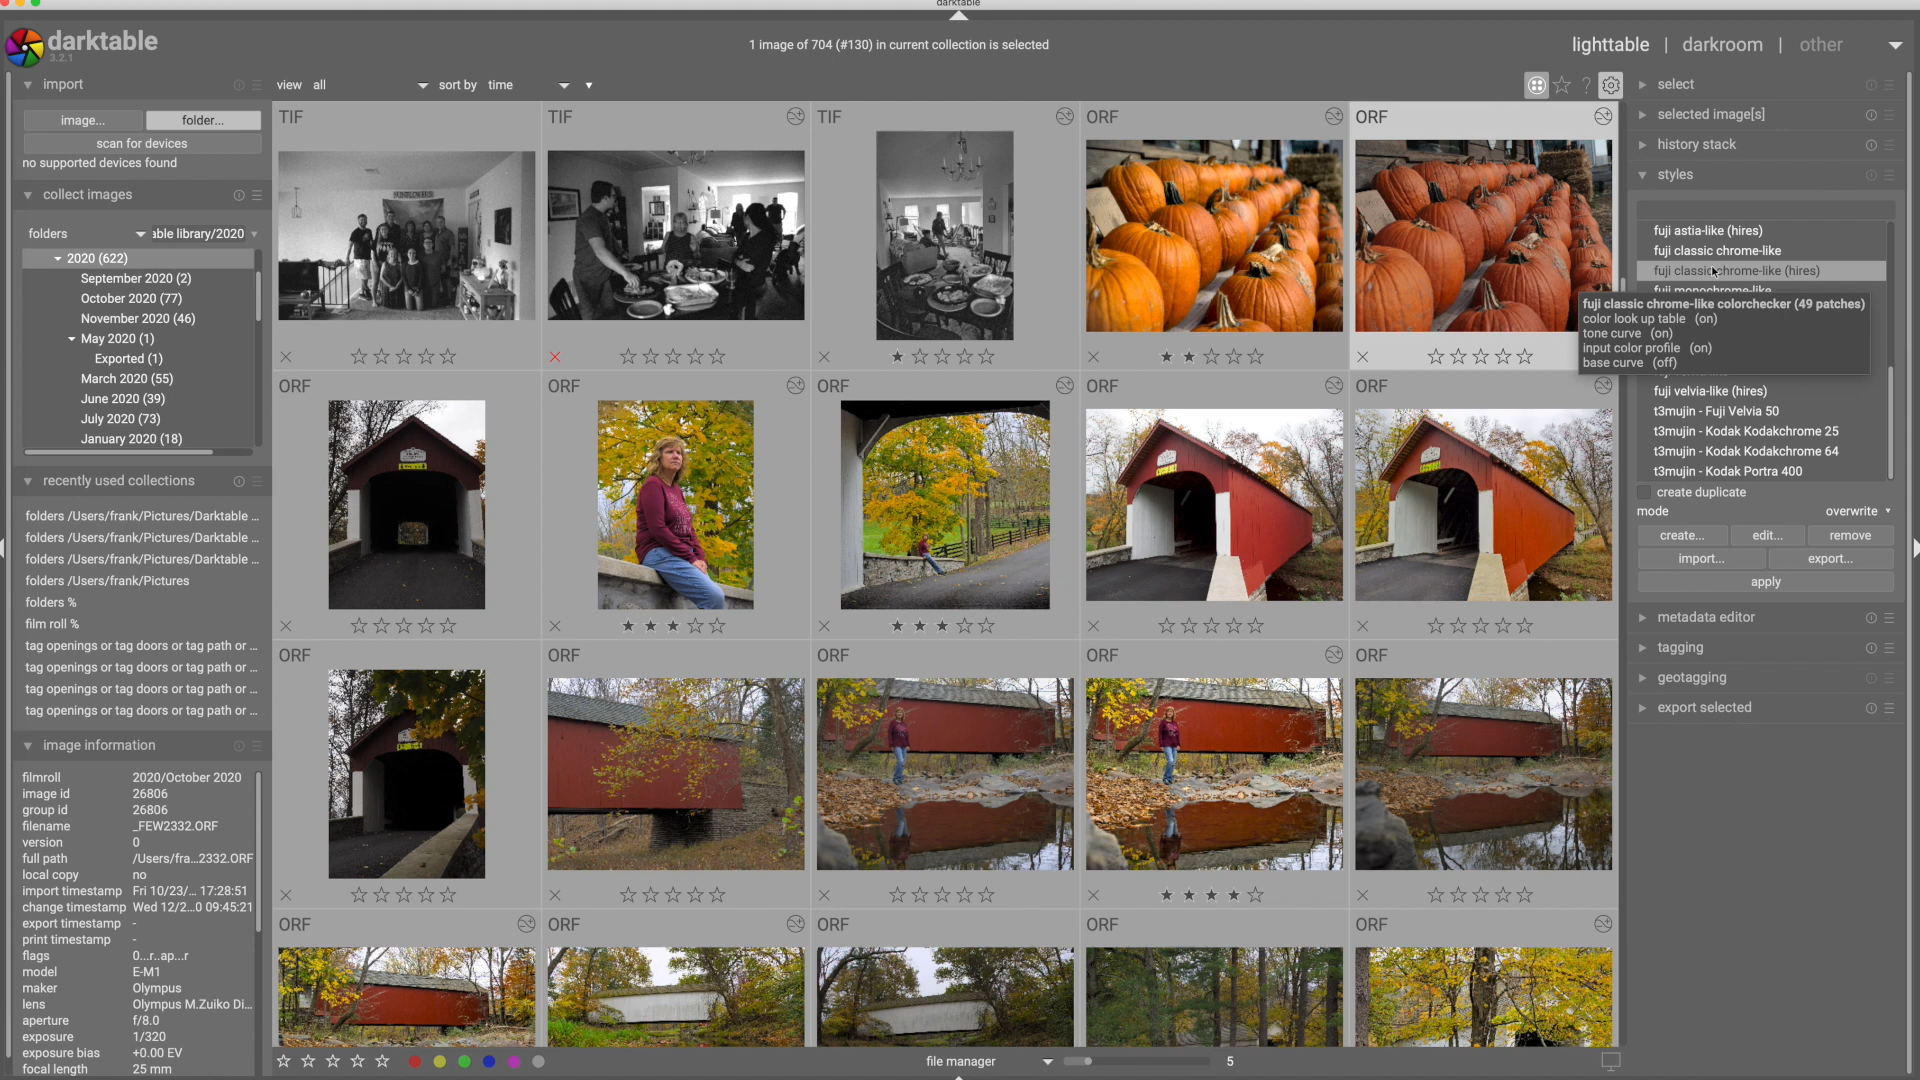 darktable
darktable
3.2.1
1 image of 704 (#130) in current collection is selected
lighttable | darkroom | other
import
image...
folder...
scan for devices
no supported devices found
collect images
folders
able library/2020
2020 (622)
September 2020 (2)
October 2020 (77)
November 2020 (46)
May 2020 (1)
Exported (1)
March 2020 (55)
June 2020 (39)
July 2020 (73)
January 2020 (18)
recently used collections
folders /Users/frank/Pictures/Darktable ...
folders /Users/frank/Pictures/Darktable ...
folders /Users/frank/Pictures/Darktable ...
folders /Users/frank/Pictures
folders %
film roll %
tag openings or tag doors or tag path or ...
tag openings or tag doors or tag path or ...
tag openings or tag doors or tag path or ...
tag openings or tag doors or tag path or ...
image information
filmroll 2020/October 2020
image id 26806
group id 26806
filename _FEW2332.ORF
version 0
full path /Users/fra...2332.ORF
local copy no
import timestamp Fri 10/23/... 17:28:51
change timestamp Wed 12/2...0 09:45:21
export timestamp -
print timestamp -
flags 0...r..ap...r
model E-M1
maker Olympus
lens Olympus M.Zuiko Di...
aperture f/8.0
exposure 1/320
exposure bias +0.00 EV
focal length 25 mm
view all sort by time
TIF TIF TIF ORF ORF
ORF ORF ORF ORF ORF
ORF ORF ORF ORF ORF
ORF ORF ORF ORF ORF
file manager 5
select
selected image[s]
history stack
styles
fuji astia-like (hires)
fuji classic chrome-like
fuji classic chrome-like (hires)
fuji monochrome-like
fuji classic chrome-like colorchecker (49 patches)
color look up table (on)
tone curve (on)
input color profile (on)
base curve (off)
fuji velvia-like (hires)
t3mujin - Fuji Velvia 50
t3mujin - Kodak Kodakchrome 25
t3mujin - Kodak Kodakchrome 64
t3mujin - Kodak Portra 400
create duplicate
mode overwrite
create... edit... remove
import... export...
apply
metadata editor
tagging
geotagging
export selected